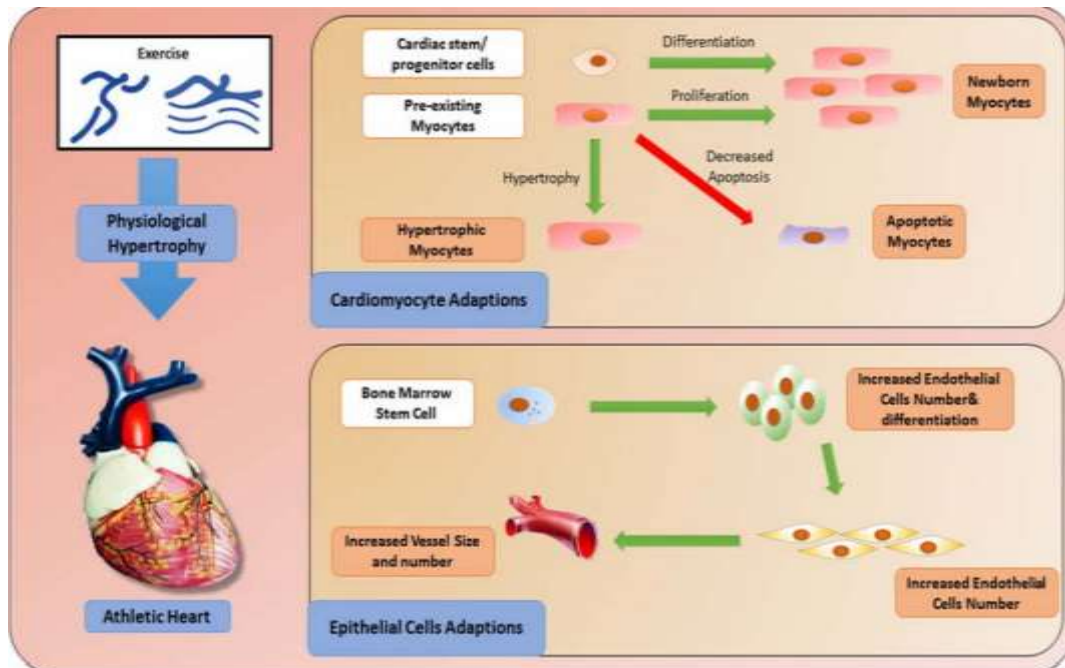 Exercise
Physiological
Hypertrophy
Athletic Heart
Cardiac stem/
progenitor cells
Differentiation
Newborn
Myocytes
Pre-existing
Myocytes
Proliferation
Hypertrophy
Decreased
Apoptosis
Hypertrophic
Myocytes
Apoptotic
Myocytes
Cardiomyocyte Adaptions
Bone Marrow
Stem Cell
Increased Endothelial
Cells Number&
differentiation
Increased Vessel Size
and number
Increased Endothelial
Cells Number
Epithelial Cells Adaptions